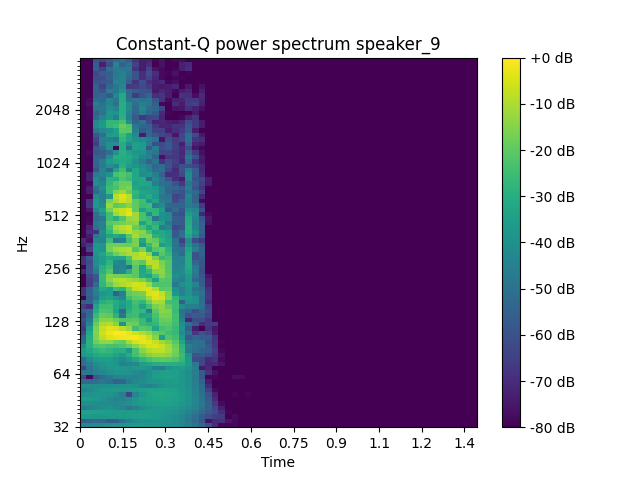 Constant-Q power spectrum speaker_9
+0 dB
-10 dB
-20 dB
-30 dB
-40 dB
-50 dB
-60 dB
-70 dB
-80 dB
Hz
2048
1024
512
256
128
64
32
0 0.15 0.3 0.45 0.6 0.75 0.9 1.1 1.2 1.4
Time